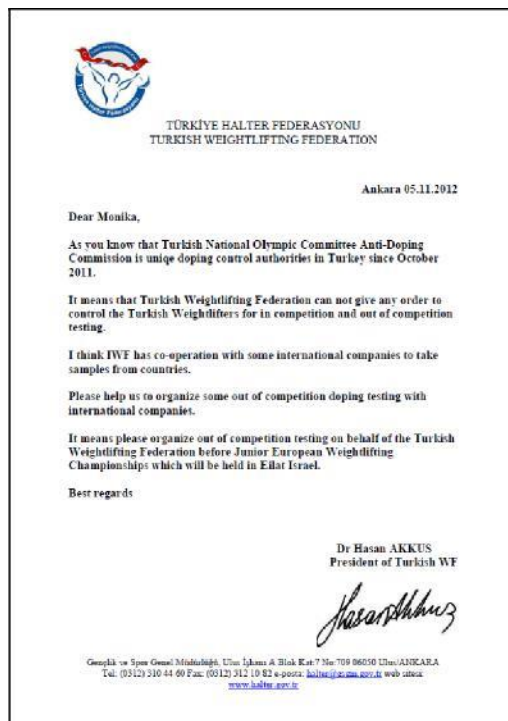 Türkiye Halter Federasyonu
TÜRKİYE HALTER FEDERASYONU
TURKISH WEIGHTLIFTING FEDERATION
Ankara 05.11.2012
Dear Monika,
As you know that Turkish National Olympic Committee Anti-Doping
Commission is uniqe doping control authorities in Turkey since October
2011.
It means that Turkish Weightlifting Federation can not give any order to
control the Turkish Weightlifters for in competition and out of competition
testing.
I think IWF has co-operation with some international companies to take
samples from countries.
Please help us to organize some out of competition doping testing with
international companies.
It means please organize out of competition testing on behalf of the Turkish
Weightlifting Federation before Junior European Weightlifting
Championships which will be held in Eilat Israel.
Best regards
Dr Hasan AKKUS
President of Turkish WF
HasanAkkuş
Gençlik ve Spor Genel Müdürlüğü, Ulus İşhanı A Blok Kat:7 No:709 06050 Ulus/ANKARA
Tel: (0312) 310 44 60 Fax: (0312) 312 10 82 e-posta: halter@gsgm.gov.tr web sitesi:
www.halter.gov.tr